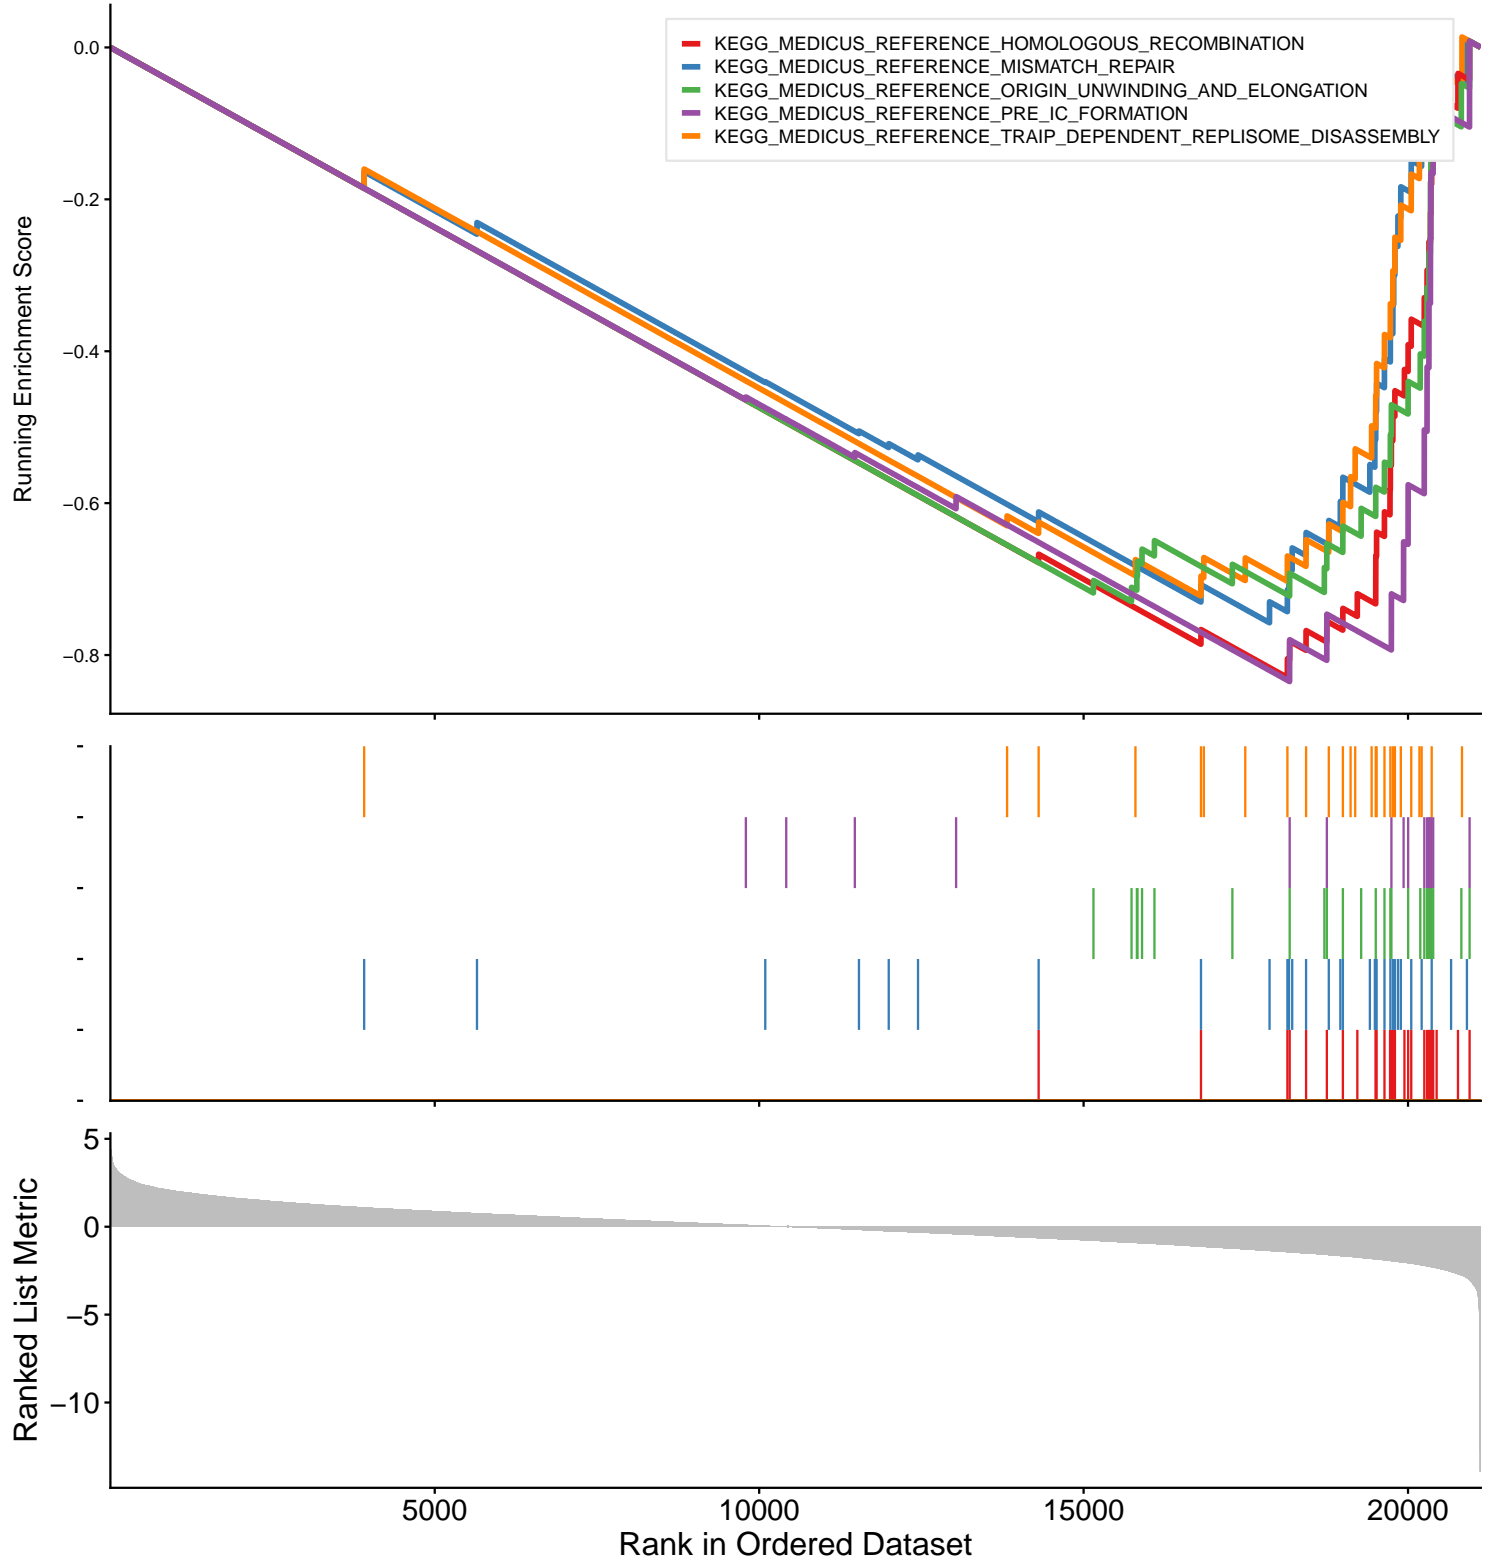 0.0
−0.2
−0.4
−0.6
−0.8
Running Enrichment Score
KEGG_MEDICUS_REFERENCE_HOMOLOGOUS_RECOMBINATION
KEGG_MEDICUS_REFERENCE_MISMATCH_REPAIR
KEGG_MEDICUS_REFERENCE_ORIGIN_UNWINDING_AND_ELONGATION
KEGG_MEDICUS_REFERENCE_PRE_IC_FORMATION
KEGG_MEDICUS_REFERENCE_TRAIP_DEPENDENT_REPLISOME_DISASSEMBLY
5
0
−5
−10
Ranked List Metric
5000 10000 15000 20000
Rank in Ordered Dataset